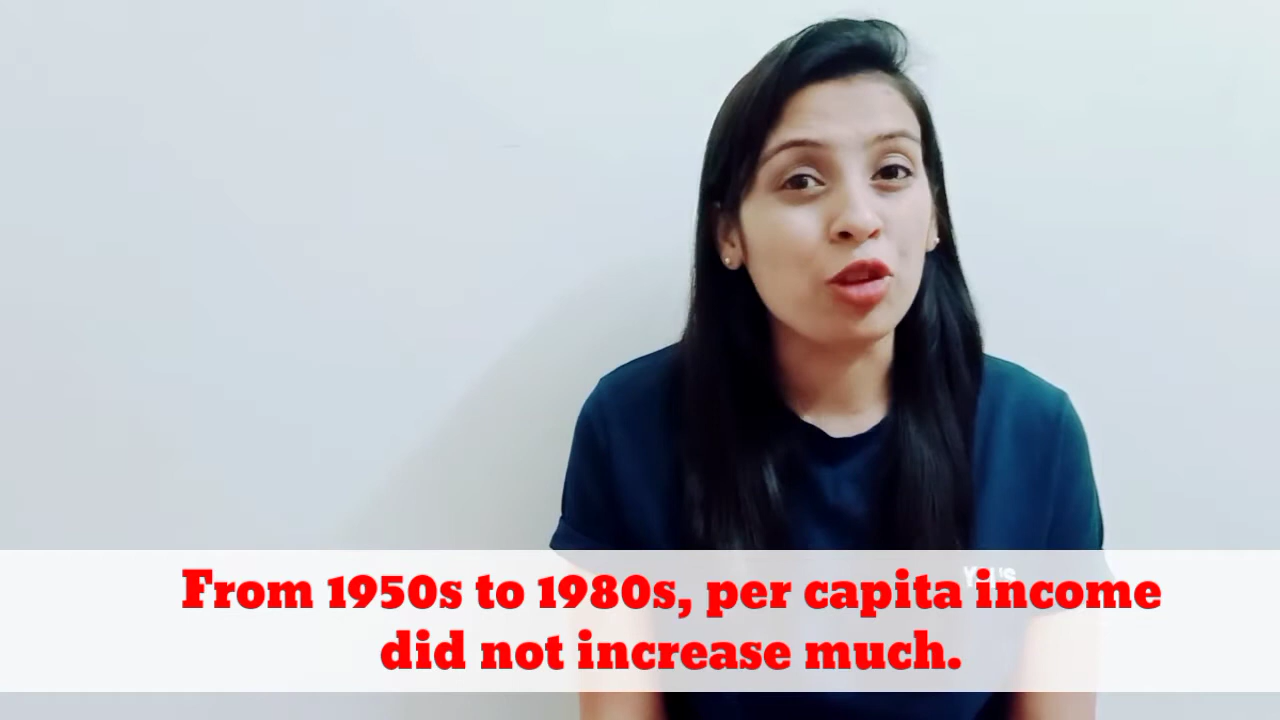 From 1950s to 1980s, per capita income
did not increase much.